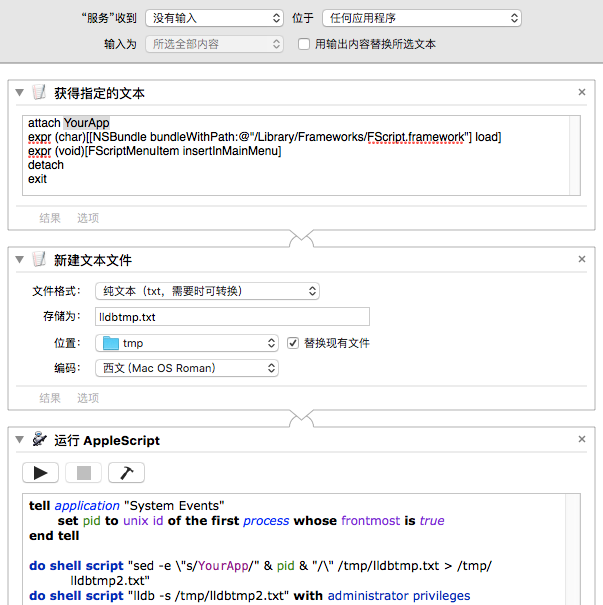 “服务”收到 没有输入 位于 任何应用程序
输入为 所选全部内容 用输出内容替换所选文本
获得指定的文本
attach YourApp
expr (char)[[NSBundle bundleWithPath:@"/Library/Frameworks/FScript.framework"] load]
expr (void)[FScriptMenuItem insertInMainMenu]
detach
exit
结果 选项
新建文本文件
文件格式： 纯文本（txt，需要时可转换）
存储为： lldbtmp.txt
位置： tmp 替换现有文件
编码： 西文 (Mac OS Roman)
结果 选项
运行 AppleScript
tell application "System Events"
set pid to unix id of the first process whose frontmost is true
end tell
do shell script "sed -e \"s/YourApp/" & pid & "/\" /tmp/lldbtmp.txt > /tmp/
lldbtmp2.txt"
do shell script "lldb -s /tmp/lldbtmp2.txt" with administrator privileges